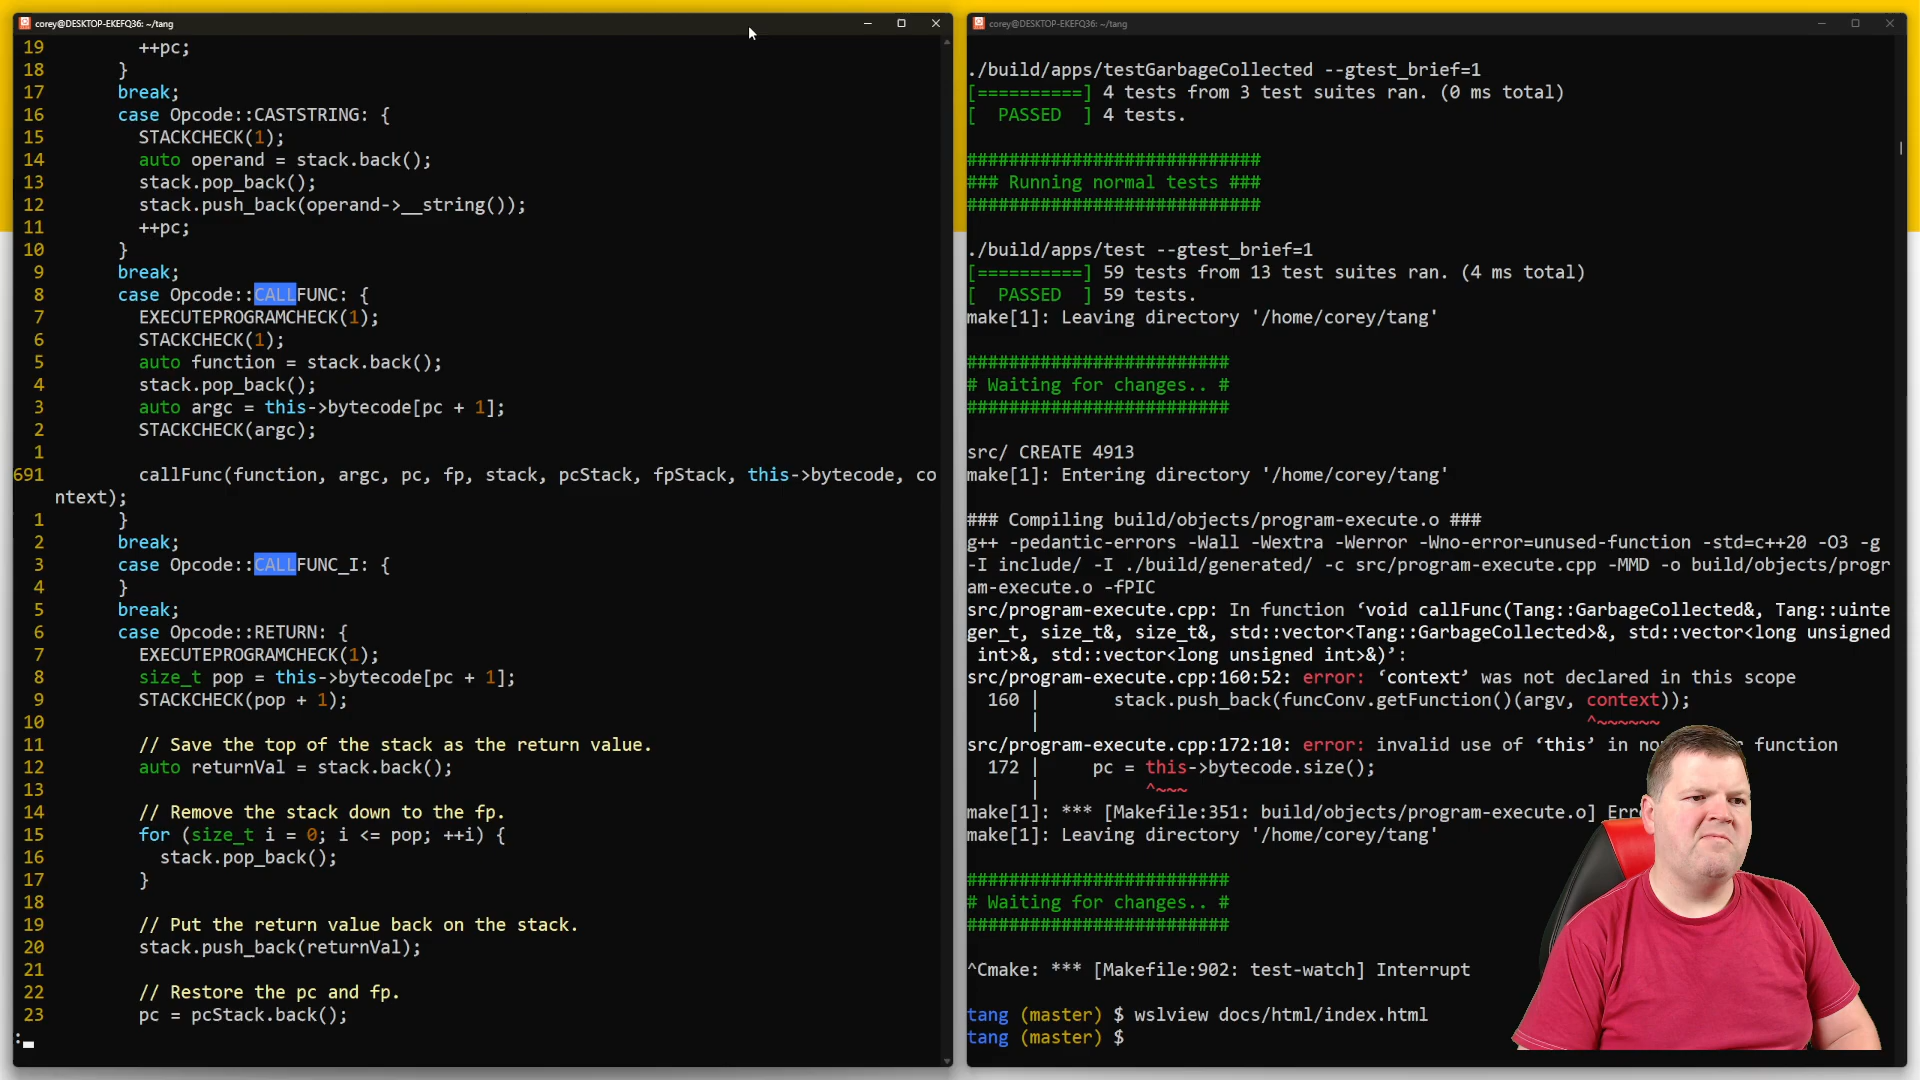 corey@DESKTOP-EKEFQ36: ~/tang
19 ++pc;
18 }
17 break;
16 case Opcode::CASTSTRING: {
15 STACKCHECK(1);
14 auto operand = stack.back();
13 stack.pop_back();
12 stack.push_back(operand->__string());
11 ++pc;
10 }
9 break;
8 case Opcode::CALLFUNC: {
7 EXECUTEPROGRAMCHECK(1);
6 STACKCHECK(1);
5 auto function = stack.back();
4 stack.pop_back();
3 auto argc = this->bytecode[pc + 1];
2 STACKCHECK(argc);
1
691 callFunc(function, argc, pc, fp, stack, pcStack, fpStack, this->bytecode, co
ntext);
1 }
2 break;
3 case Opcode::CALLFUNC_I: {
4 }
5 break;
6 case Opcode::RETURN: {
7 EXECUTEPROGRAMCHECK(1);
8 size_t pop = this->bytecode[pc + 1];
9 STACKCHECK(pop + 1);
10
11 // Save the top of the stack as the return value.
12 auto returnVal = stack.back();
13
14 // Remove the stack down to the fp.
15 for (size_t i = 0; i <= pop; ++i) {
16 stack.pop_back();
17 }
18
19 // Put the return value back on the stack.
20 stack.push_back(returnVal);
21
22 // Restore the pc and fp.
23 pc = pcStack.back();
:
corey@DESKTOP-EKEFQ36: ~/tang
./build/apps/testGarbageCollected --gtest_brief=1
[==========] 4 tests from 3 test suites ran. (0 ms total)
[  PASSED  ] 4 tests.
############################
### Running normal tests ###
############################
./build/apps/test --gtest_brief=1
[==========] 59 tests from 13 test suites ran. (4 ms total)
[  PASSED  ] 59 tests.
make[1]: Leaving directory '/home/corey/tang'
#########################
# Waiting for changes.. #
#########################
src/ CREATE 4913
make[1]: Entering directory '/home/corey/tang'
### Compiling build/objects/program-execute.o ###
g++ -pedantic-errors -Wall -Wextra -Werror -Who-error=unused-function -std=c++20 -O3 -g
-I include/ -I ./build/generated/ -c src/program-execute.cpp -MMD -o build/objects/progr
am-execute.o -fPIC
src/program-execute.cpp: In function ‘void callFunc(Tang::GarbageCollected&, Tang::uinte
ger_t, size_t&, size_t&, std::vector<Tang::GarbageCollected>&, std::vector<long unsigned
int>&, std::vector<long unsigned int>&)’:
src/program-execute.cpp:160:52: error: ‘context’ was not declared in this scope
160 | stack.push_back(funcConv.getFunction()(argv, context));
| ^~~~~~~
src/program-execute.cpp:172:10: error: invalid use of ‘this’ in function
172 | pc = this->bytecode.size();
| ^~~~
make[1]: *** [Makefile:351: build/objects/program-execute.o]
make[1]: Leaving directory '/home/corey/tang'
#########################
# Waiting for changes.. #
#########################
^Cmake: *** [Makefile:902: test-watch] Interrupt
tang (master) $ wslview docs/html/index.html
tang (master) $